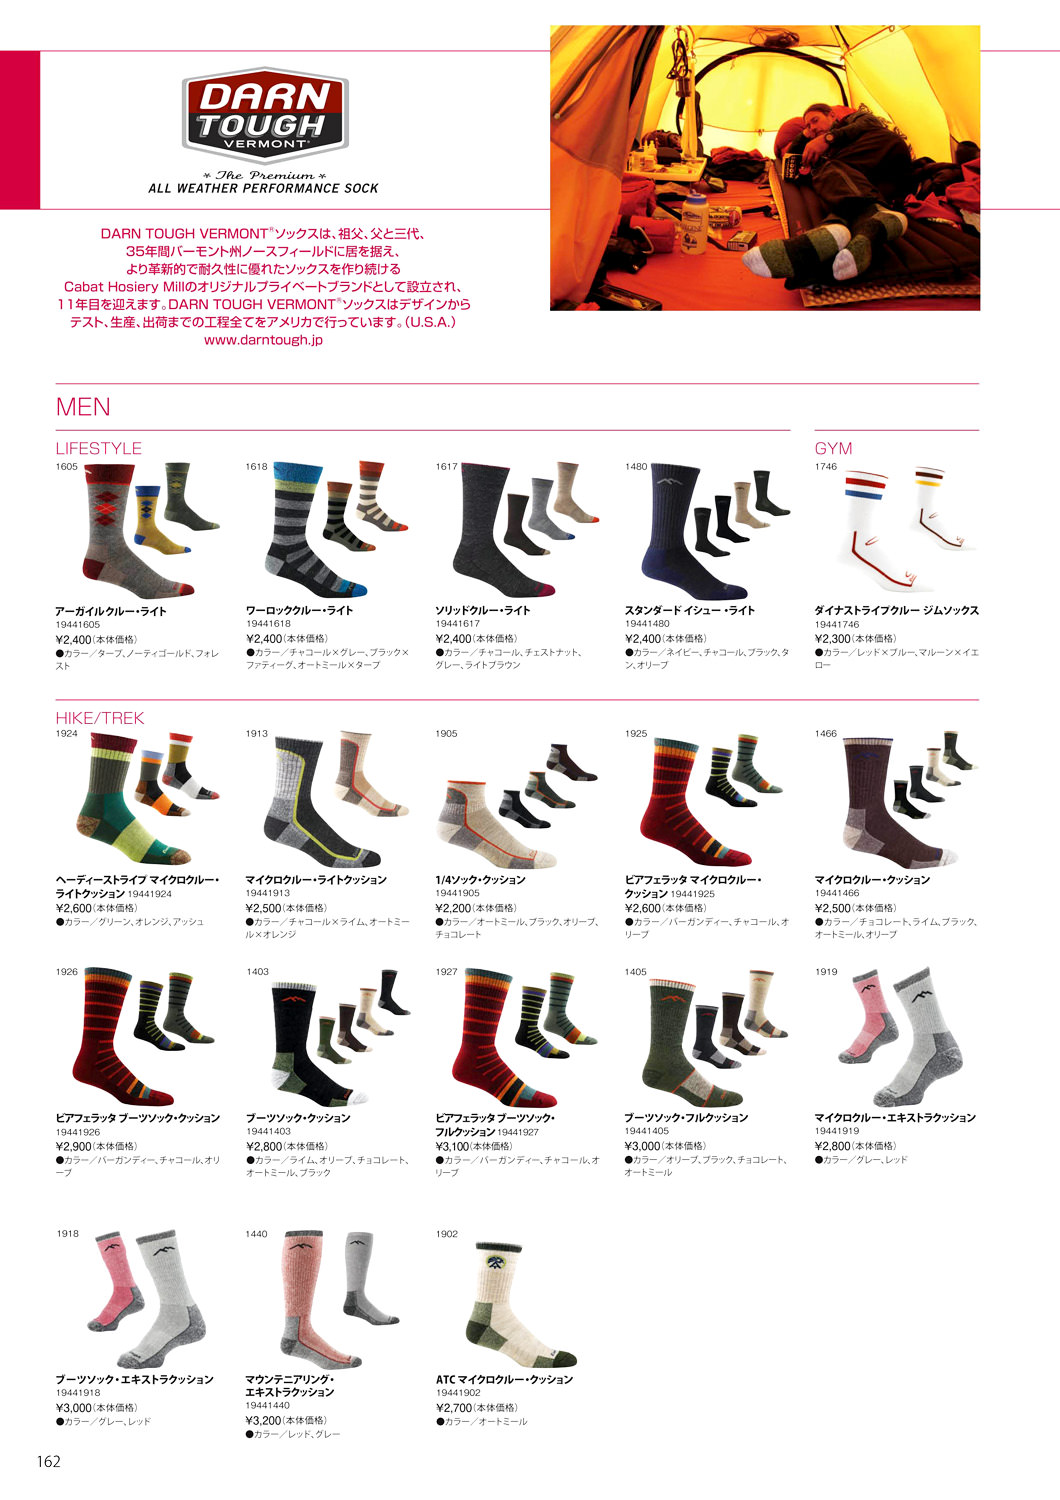 DARN
TOUGH
VERMONT®
* The Premium *
ALL WEATHER PERFORMANCE SOCK
DARN TOUGH VERMONT®ソックスは、祖父、父と三代、
35年間バーモント州ノースフィールドに居を据え、
より革新的で耐久性に優れたソックスを作り続ける
Cabat Hosiery Millのオリジナルプライベートブランドとして設立され、
11年目を迎えます。DARN TOUGH VERMONT®ソックスはデザインから
テスト、生産、出荷までの工程全てをアメリカで行っています。（U.S.A.）
www.darntough.jp
MEN
LIFESTYLE
1605
アーガイルクルー・ライト
19441605
¥2,400（本体価格）
●カラー／タープ、ノーティゴールド、フォレ
スト
1618
ワーロッククルー・ライト
19441618
¥2,400（本体価格）
●カラー／チャコール×グレー、ブラック×
ファティーグ、オートミール×タープ
1617
ソリッドクルー・ライト
19441617
¥2,400（本体価格）
●カラー／チャコール、チェストナット、
グレー、ライトブラウン
1480
スタンダード イシュー・ライト
19441480
¥2,400（本体価格）
●カラー／ネイビー、チャコール、ブラック、タ
ン、オリーブ
GYM
1746
ダイナストライプクルー ジムソックス
19441746
¥2,300（本体価格）
●カラー／レッド×ブルー、マルーン×イエ
ロー
HIKE/TREK
1924
ヘーディーストライプ マイクロクルー・
ライトクッション 19441924
¥2,600（本体価格）
●カラー／グリーン、オレンジ、アッシュ
1913
マイクロクルー・ライトクッション
19441913
¥2,500（本体価格）
●カラー／チャコール×ライム、オートミー
ル×オレンジ
1905
1/4ソック・クッション
19441905
¥2,200（本体価格）
●カラー／オートミール、ブラック、オリーブ、
チョコレート
1925
ビアフェラッタ マイクロクルー・
クッション 19441925
¥2,600（本体価格）
●カラー／バーガンディー、チャコール、オ
リーブ
1466
マイクロクルー・クッション
19441466
¥2,500（本体価格）
●カラー／チョコレート、ライム、ブラック、
オートミール、オリーブ
1926
ビアフェラッタ ブーツソック・クッション
19441926
¥2,900（本体価格）
●カラー／バーガンディー、チャコール、オリ
ーブ
1403
ブーツソック・クッション
19441403
¥2,800（本体価格）
●カラー／ライム、オリーブ、チョコレート、
オートミール、ブラック
1927
ビアフェラッタ ブーツソック・
フルクッション 19441927
¥3,100（本体価格）
●カラー／バーガンディー、チャコール、オ
リーブ
1405
ブーツソック・フルクッション
19441405
¥3,000（本体価格）
●カラー／オリーブ、ブラック、チョコレート、
オートミール
1919
マイクロクルー・エキストラクッション
19441919
¥2,800（本体価格）
●カラー／グレー、レッド
1918
ブーツソック・エキストラクッション
19441918
¥3,000（本体価格）
●カラー／グレー、レッド
1440
マウンテニアリング・
エキストラクッション
19441440
¥3,200（本体価格）
●カラー／レッド、グレー
1902
ATC マイクロクルー・クッション
19441902
¥2,700（本体価格）
●カラー／オートミール
162